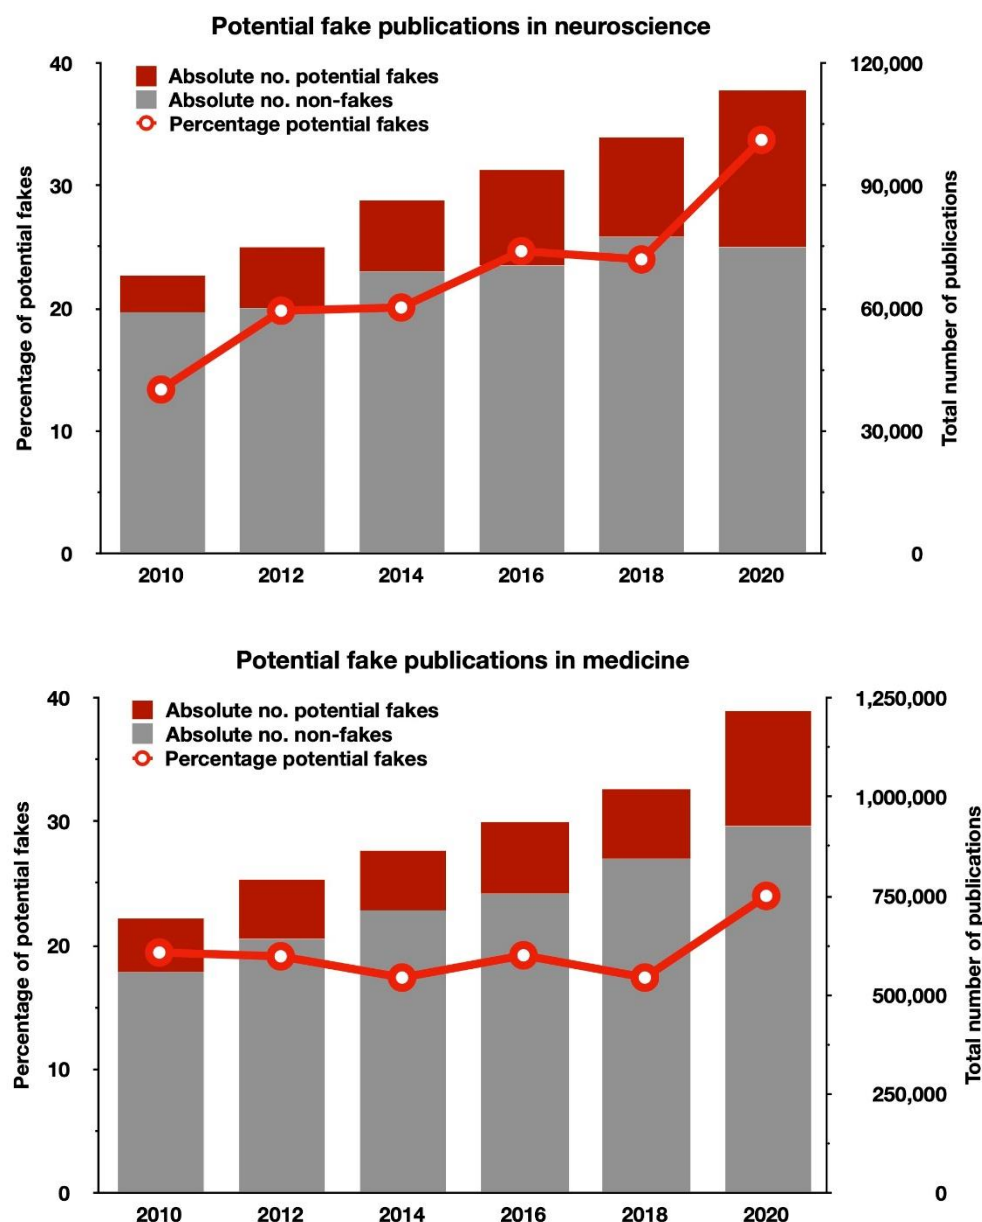 Potential fake publications in neuroscience
Absolute no. potential fakes
Absolute no. non-fakes
Percentage potential fakes
Percentage of potential fakes
40
30
20
10
0
120,000
90,000
60,000
30,000
0
Total number of publications
2010 2012 2014 2016 2018 2020
Potential fake publications in medicine
Absolute no. potential fakes
Absolute no. non-fakes
Percentage potential fakes
Percentage of potential fakes
40
30
20
10
0
1,250,000
1,000,000
750,000
500,000
250,000
0
Total number of publications
2010 2012 2014 2016 2018 2020